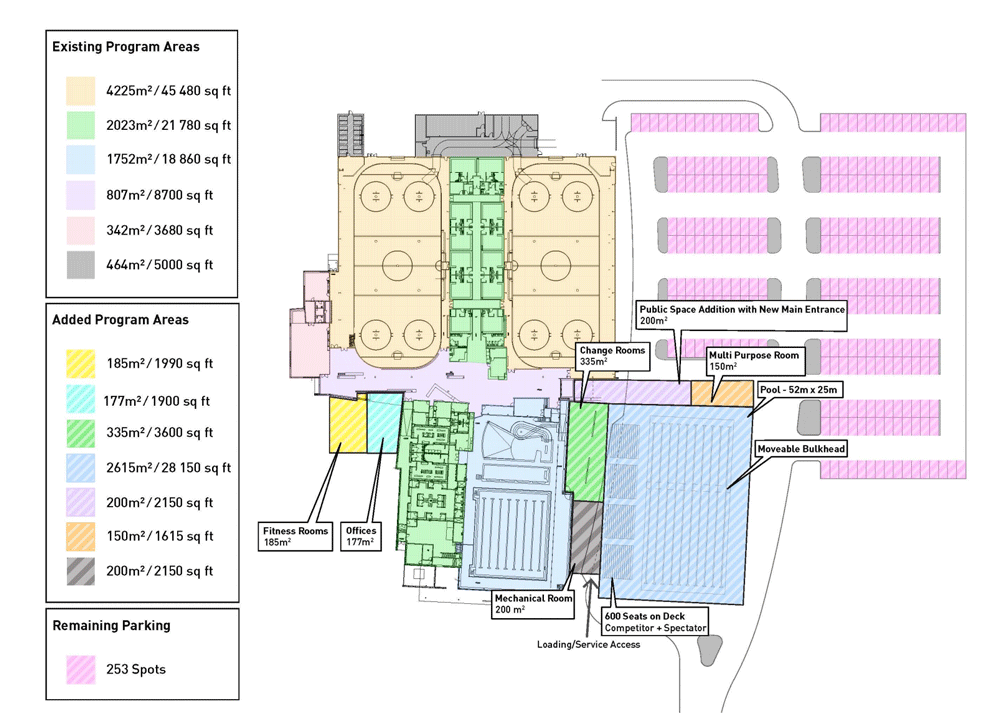 Existing Program Areas
4225m²/45 480 sq ft
2023m²/21 780 sq ft
1752m²/18 860 sq ft
807m²/8700 sq ft
342m²/3680 sq ft
464m²/5000 sq ft
Added Program Areas
185m²/1990 sq ft
177m²/1900 sq ft
335m²/3600 sq ft
2615m²/28 150 sq ft
200m²/2150 sq ft
150m²/1615 sq ft
200m²/2150 sq ft
Remaining Parking
253 Spots
Public Space Addition with New Main Entrance
200m²
Change Rooms
335m²
Multi Purpose Room
150m²
Pool - 52m x 25m
Moveable Bulkhead
Fitness Rooms
185m²
Offices
177m²
Mechanical Room
200 m²
600 Seats on Deck
Competitor + Spectator
Loading/Service Access